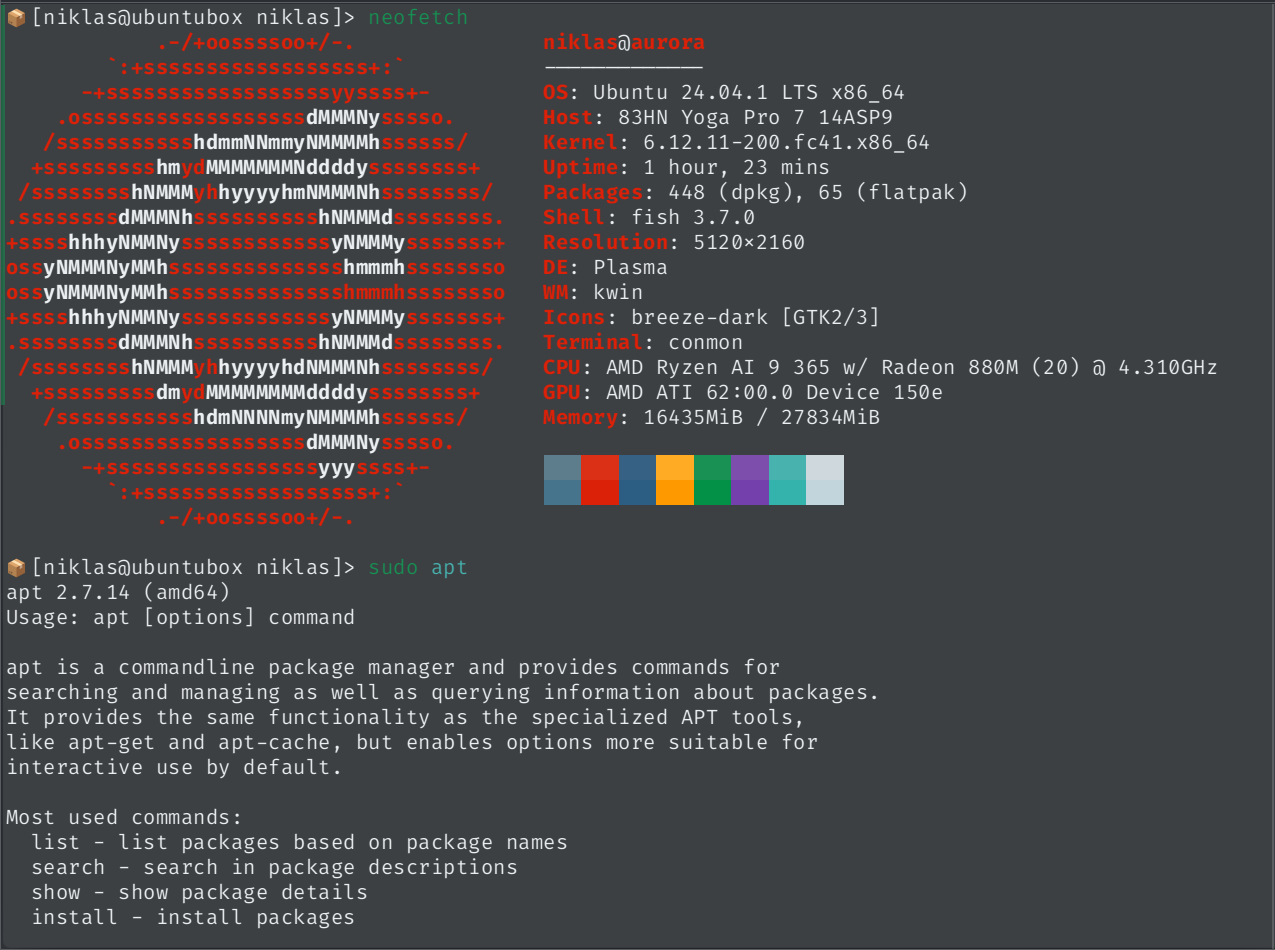 📦[niklas@ubuntubox niklas]> neofetch
            .-/+oossssoo+/-.               niklas@aurora
        `:+ssssssssssssssssss+:`           -------------
      -+ssssssssssssssssssyyssss+-         OS: Ubuntu 24.04.1 LTS x86_64
    .ossssssssssssssssssdMMMNysssso.       Host: 83HN Yoga Pro 7 14ASP9
   /ssssssssssshdmmNNmmyNMMMMhssssss/      Kernel: 6.12.11-200.fc41.x86_64
  +ssssssssshmydMMMMMMMNddddyssssssss+     Uptime: 1 hour, 23 mins
 /sssssssshNMMMyhhyyyyhmNMMMNhssssssss/    Packages: 448 (dpkg), 65 (flatpak)
.ssssssssdMMMNhsssssssssshNMMMdssssssss.   Shell: fish 3.7.0
+sssshhhyNMMNyssssssssssssyNMMMysssssss+   Resolution: 5120×2160
ossyNMMMNyMMhsssssssssssssshmmmhssssssso   DE: Plasma
ossyNMMMNyMMhsssssssssssssshmmmhssssssso   WM: kwin
+sssshhhyNMMNyssssssssssssyNMMMysssssss+   Icons: breeze-dark [GTK2/3]
.ssssssssdMMMNhsssssssssshNMMMdssssssss.   Terminal: conmon
 /sssssssshNMMMyhhyyyyhdNMMMNhssssssss/    CPU: AMD Ryzen AI 9 365 w/ Radeon 880M (20) @ 4.310GHz
  +sssssssssdmydMMMMMMMMddddyssssssss+     GPU: AMD ATI 62:00.0 Device 150e
   /ssssssssssshdmNNNNmyNMMMMhssssss/      Memory: 16435MiB / 27834MiB
    .ossssssssssssssssssdMMMNysssso.
      -+sssssssssssssssssyyyssss+-
        `:+ssssssssssssssssss+:`
            .-/+oossssoo+/-.
📦[niklas@ubuntubox niklas]> sudo apt
apt 2.7.14 (amd64)
Usage: apt [options] command

apt is a commandline package manager and provides commands for
searching and managing as well as querying information about packages.
It provides the same functionality as the specialized APT tools,
like apt-get and apt-cache, but enables options more suitable for
interactive use by default.

Most used commands:
  list - list packages based on package names
  search - search in package descriptions
  show - show package details
  install - install packages